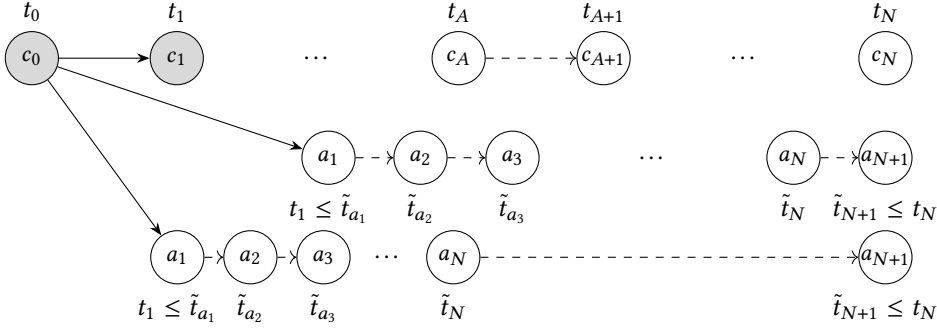 t_0 t_1 t_A t_{A+1} t_N
c_0 c_1 ... c_A c_{A+1} ... c_N
a_1 a_2 a_3 ... a_N a_{N+1}
t_1 ≤ t̃_{a_1} t̃_{a_2} t̃_{a_3} t̃_N t̃_{N+1} ≤ t_N
a_1 a_2 a_3 ... a_N a_{N+1}
t_1 ≤ t̃_{a_1} t̃_{a_2} t̃_{a_3} t̃_N t̃_{N+1} ≤ t_N